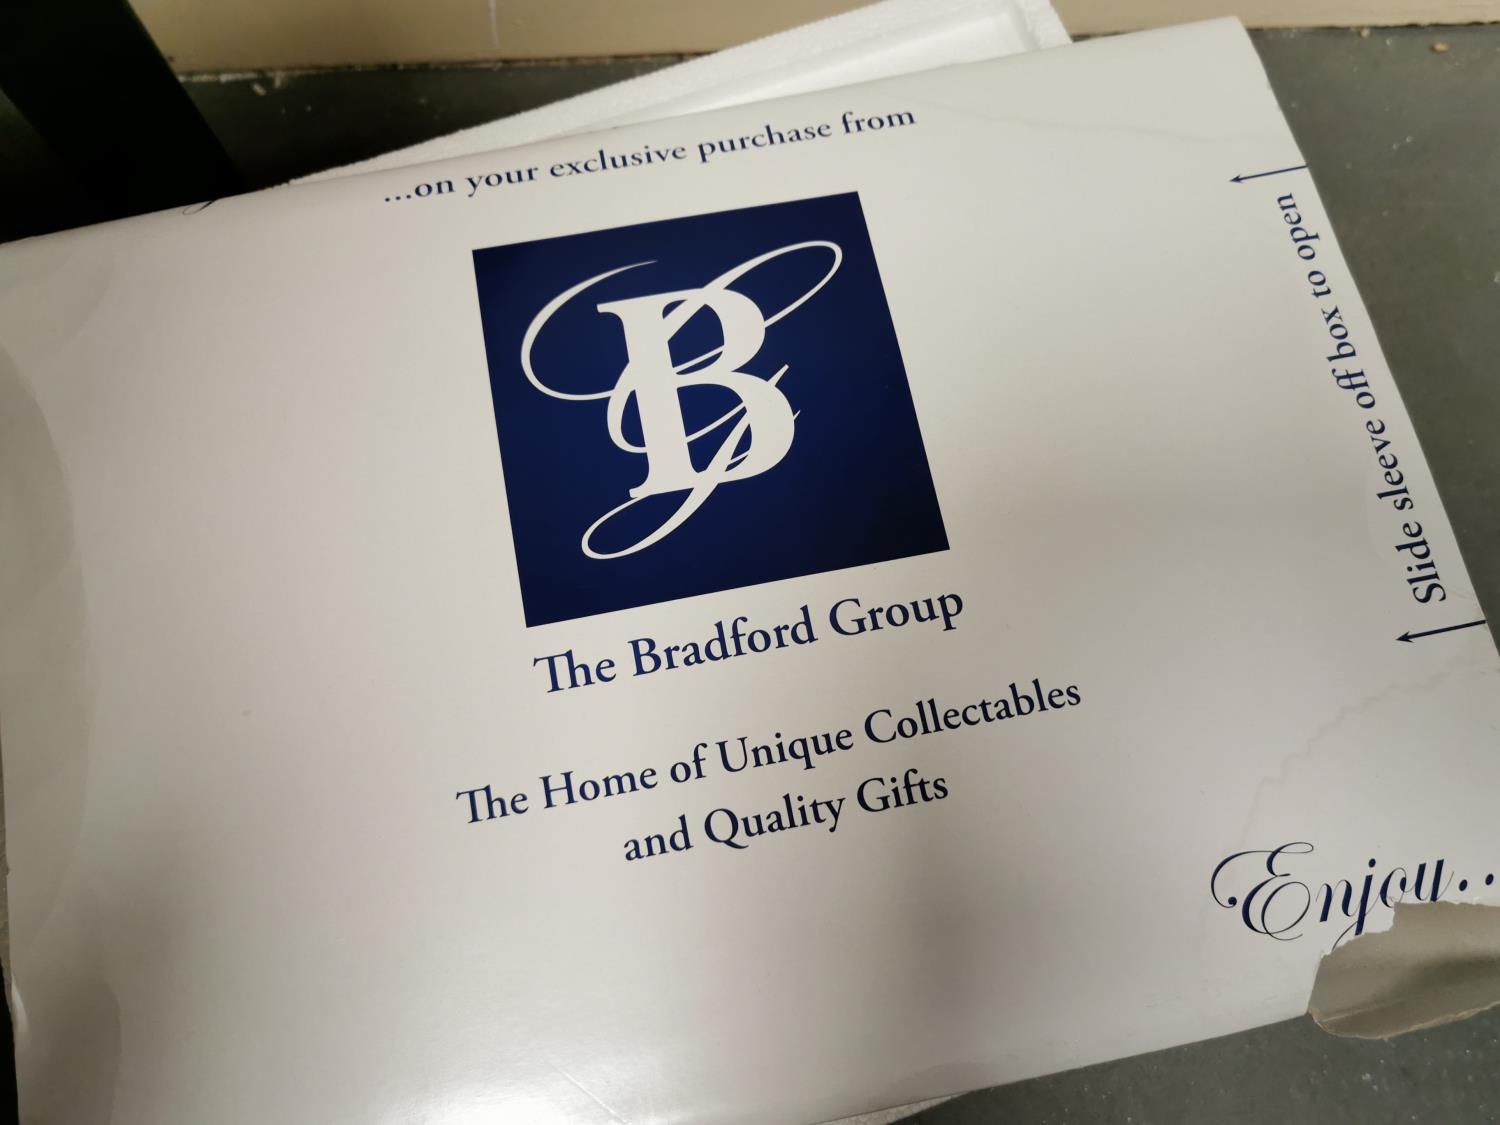 ...on your exclusive purchase from
BG
The Bradford Group
The Home of Unique Collectables
and Quality Gifts
Slide sleeve off box to open
Enjoy..